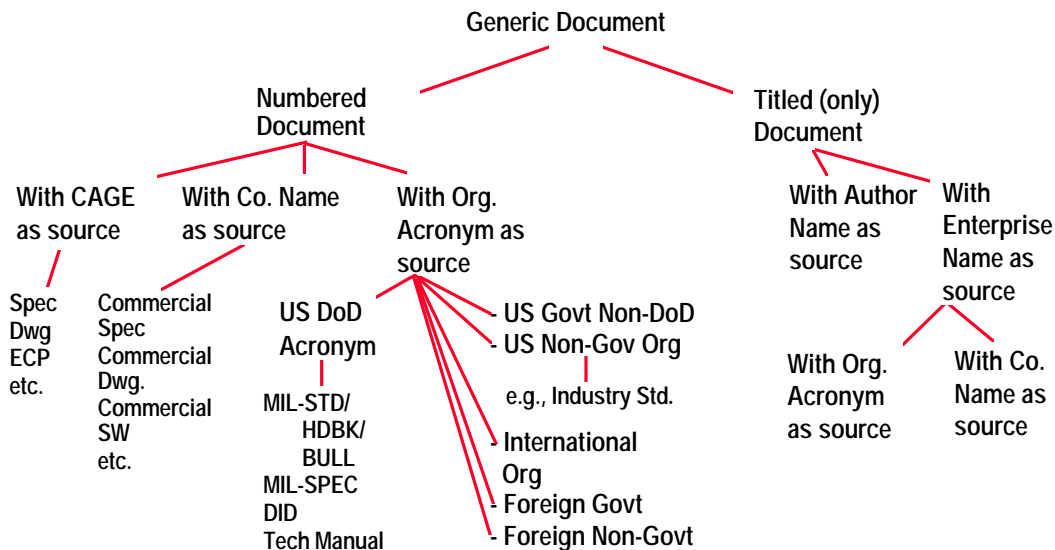 Generic Document
Numbered
Document
Titled (only)
Document
With CAGE
as source
With Co. Name
as source
With Org.
Acronym as
source
With Author
Name as
source
With
Enterprise
Name as
source
Spec
Dwg
ECP
etc.
Commercial
Spec
Commercial
Dwg.
Commercial
SW
etc.
US DoD
Acronym
MIL-STD/
HDBK/
BULL
MIL-SPEC
DID
Tech Manual
- US Govt Non-DoD
- US Non-Gov Org
e.g., Industry Std.
- International
Org
- Foreign Govt
- Foreign Non-Govt
With Org.
Acronym
as source
With Co.
Name as
source